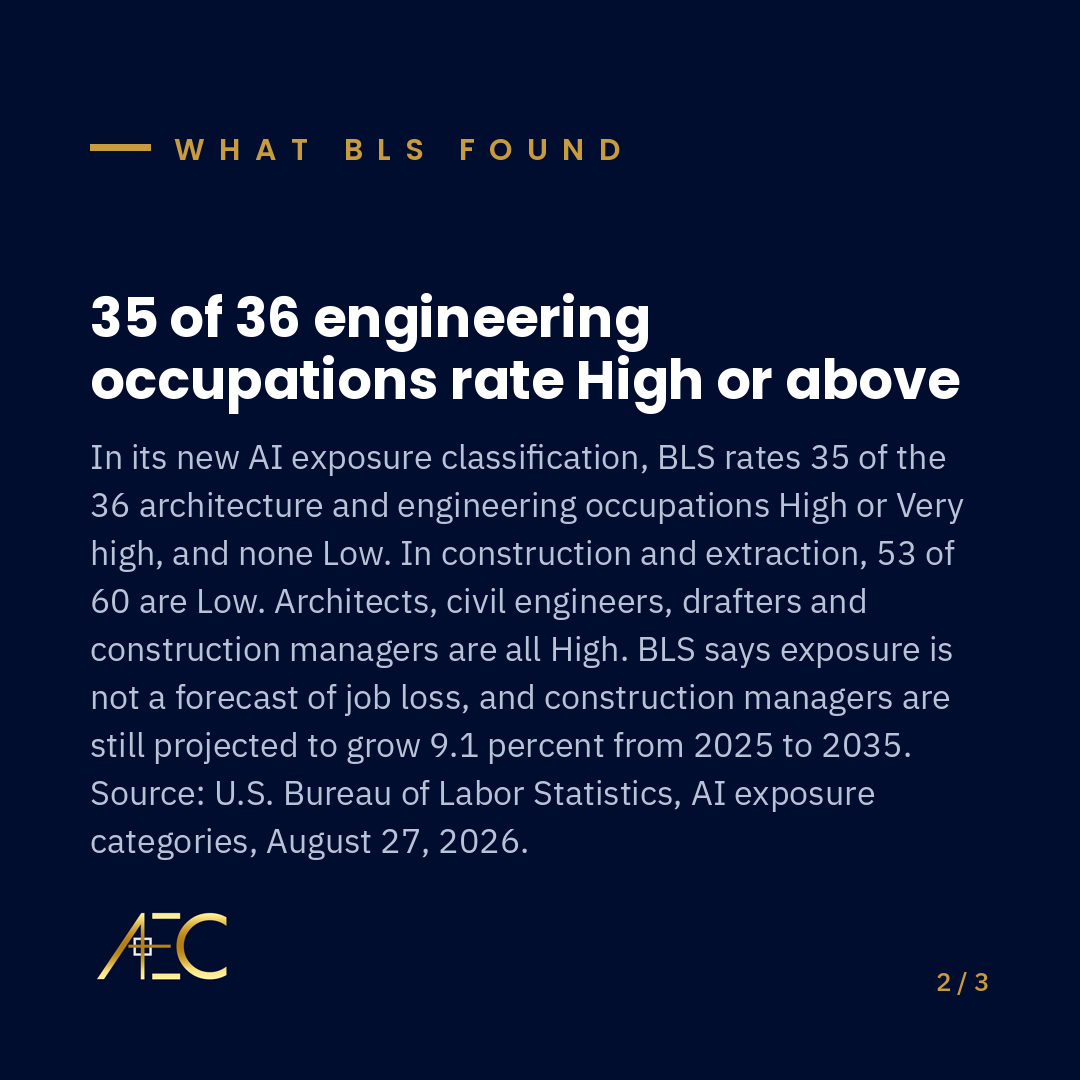 WHAT BLS FOUND
35 of 36 engineering
occupations rate High or above
In its new AI exposure classification, BLS rates 35 of the
36 architecture and engineering occupations High or Very
high, and none Low. In construction and extraction, 53 of
60 are Low. Architects, civil engineers, drafters and
construction managers are all High. BLS says exposure is
not a forecast of job loss, and construction managers are
still projected to grow 9.1 percent from 2025 to 2035.
Source: U.S. Bureau of Labor Statistics, AI exposure
categories, August 27, 2026.
AEC
2 / 3